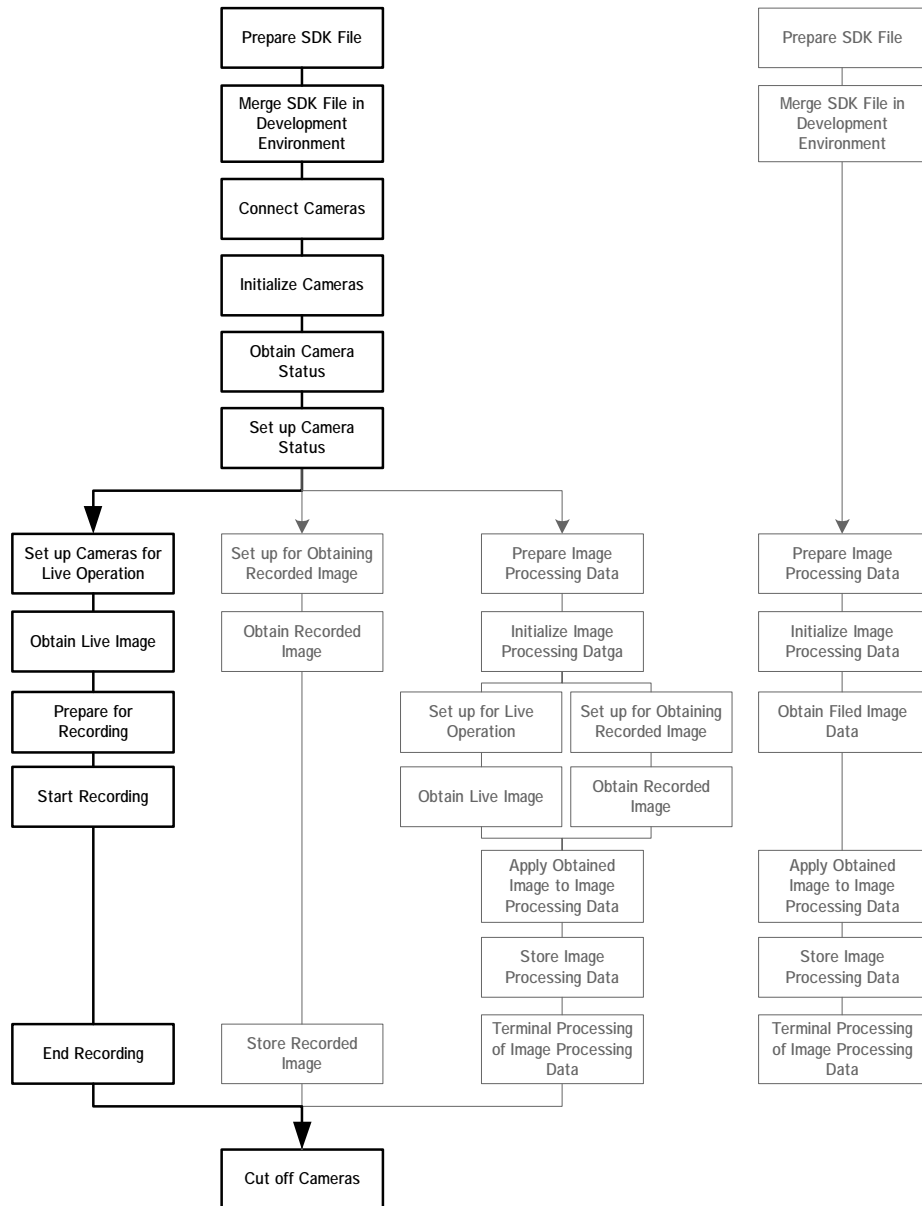 Prepare SDK File
Merge SDK File in
Development
Environment
Connect Cameras
Initialize Cameras
Obtain Camera
Status
Set up Camera
Status
Set up Cameras for
Live Operation
Obtain Live Image
Prepare for
Recording
Start Recording
End Recording
Set up for Obtaining
Recorded Image
Obtain Recorded
Image
Store Recorded
Image
Prepare Image
Processing Data
Initialize Image
Processing Datga
Set up for Live
Operation
Obtain Live Image
Set up for Obtaining
Recorded Image
Obtain Recorded
Image
Apply Obtained
Image to Image
Processing Data
Store Image
Processing Data
Terminal Processing
of Image Processing
Data
Cut off Cameras
Prepare SDK File
Merge SDK File in
Development
Environment
Prepare Image
Processing Data
Initialize Image
Processing Data
Obtain Filed Image
Data
Apply Obtained
Image to Image
Processing Data
Store Image
Processing Data
Terminal Processing
of Image Processing
Data